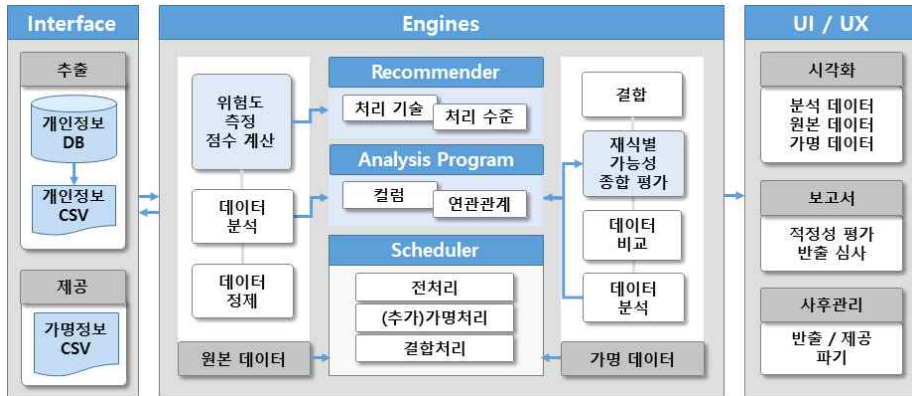 Interface
추출
개인정보
DB
개인정보
CSV
제공
가명정보
CSV
Engines
위험도
측정
점수 계산
데이터
분석
데이터
정제
원본 데이터
Recommender
처리 기술
처리 수준
Analysis Program
컬럼
연관관계
Scheduler
전처리
(추가)가명처리
결합처리
결합
재식별
가능성
종합 평가
데이터
비교
데이터
분석
가명 데이터
UI / UX
시각화
분석 데이터
원본 데이터
가명 데이터
보고서
적정성 평가
반출 심사
사후관리
반출 / 제공
파기